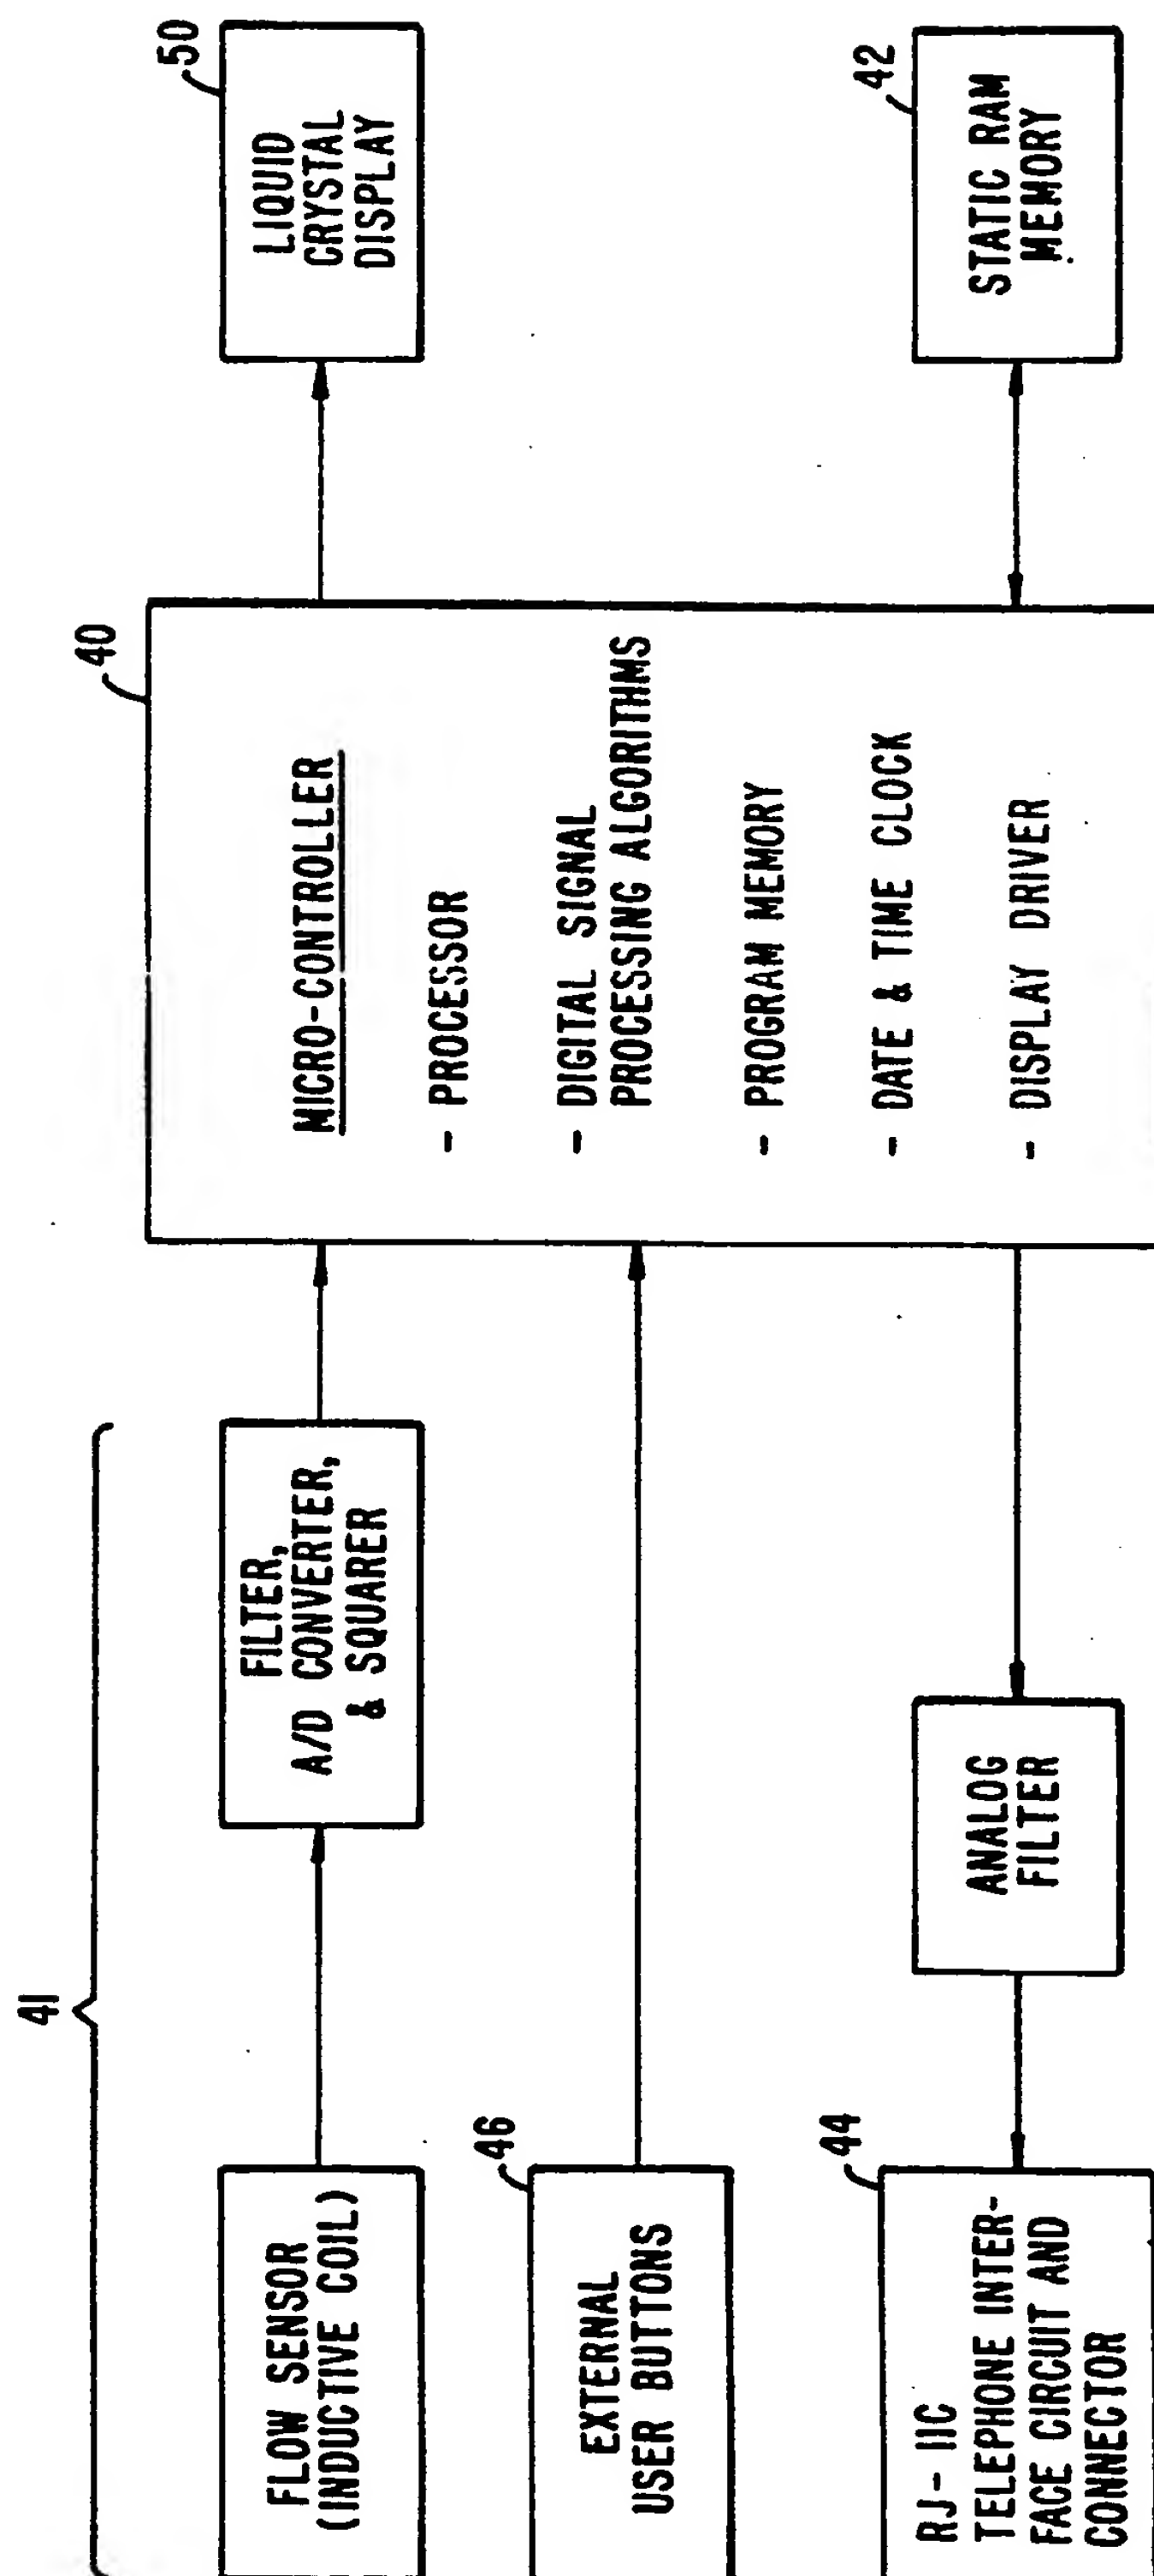 41
FLOW SENSOR
(INDUCTIVE COIL)
FILTER,
A/D CONVERTER,
& SQUARER
40
MICRO-CONTROLLER
- PROCESSOR
- DIGITAL SIGNAL
PROCESSING ALGORITHMS
- PROGRAM MEMORY
- DATE & TIME CLOCK
- DISPLAY DRIVER
50
LIQUID
CRYSTAL
DISPLAY
46
EXTERNAL
USER BUTTONS
44
RJ-11C
TELEPHONE INTER-
FACE CIRCUIT AND
CONNECTOR
ANALOG
FILTER
42
STATIC RAM
MEMORY